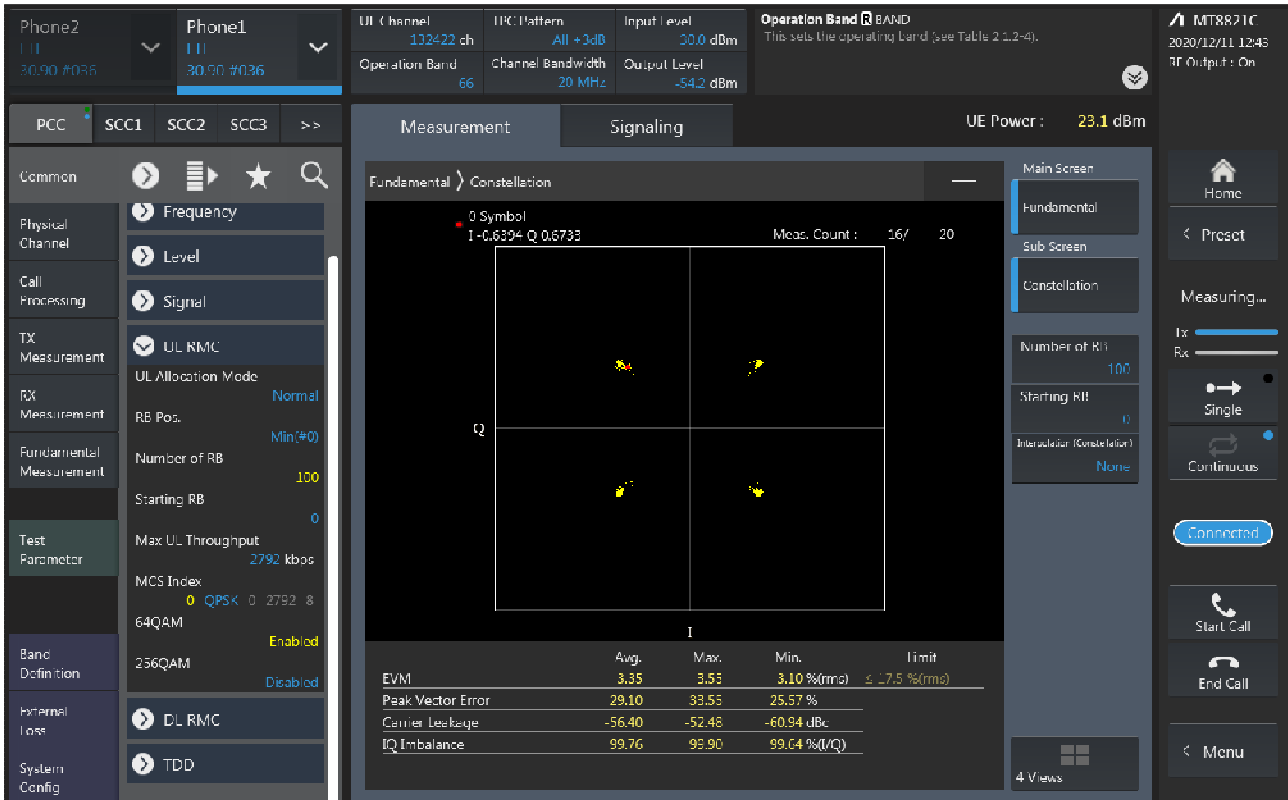 Phone2
LTE
30.90 #036
Phone1
LTE
30.90 #036
UL Channel
132422 ch
TPC Pattern
All +3dB
Input Level
30.0 dBm
Operation Band
66
Channel Bandwidth
20 MHz
Output Level
-54.2 dBm
Operation Band R BAND
This sets the operating band (see Table 2.1.2-4).
MT8821C
2020/12/11 12:43
RF Output : On
PCC
SCC1
SCC2
SCC3
>>
Measurement
Signaling
UE Power : 23.1 dBm
Common
Physical
Channel
Call
Processing
TX
Measurement
RX
Measurement
Fundamental
Measurement
Test
Parameter
Band
Definition
External
Loss
System
Config
Frequency
Level
Signal
UL RMC
UL Allocation Mode
Normal
RB Pos.
Min(#0)
Number of RB
100
Starting RB
0
Max UL Throughput
2792 kbps
MCS Index
0 QPSK 0 2792 8
64QAM
Enabled
256QAM
Disabled
DL RMC
TDD
Fundamental 〉 Constellation
0 Symbol
I -0.6394 Q 0.6733
Meas. Count : 16/ 20
Q
I
Avg. Max. Min. Limit
EVM 3.35 3.55 3.10 %(rms) ≤ 17.5 %(rms)
Peak Vector Error 29.10 33.55 25.57 %
Carrier Leakage -56.40 -52.48 -60.94 dBc
IQ Imbalance 99.76 99.90 99.64 %(I/Q)
Main Screen
Fundamental
Sub Screen
Constellation
Number of RB
100
Starting RB
0
Interpolation (Constellation)
None
4 Views
Home
< Preset
Measuring...
Tx
Rx
Single
Continuous
Connected
Start Call
End Call
< Menu